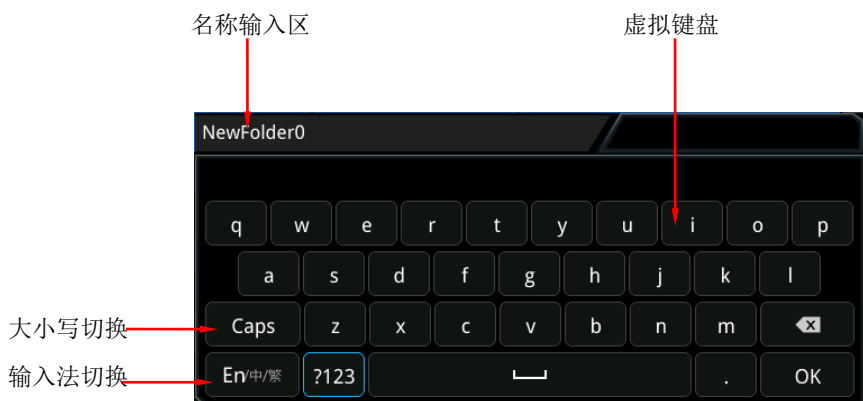 名称输入区 虚拟键盘
NewFolder0
q w e r t y u i o p
a s d f g h j k l
大小写切换 Caps z x c v b n m
输入法切换 En/中/繁 ?123 . OK